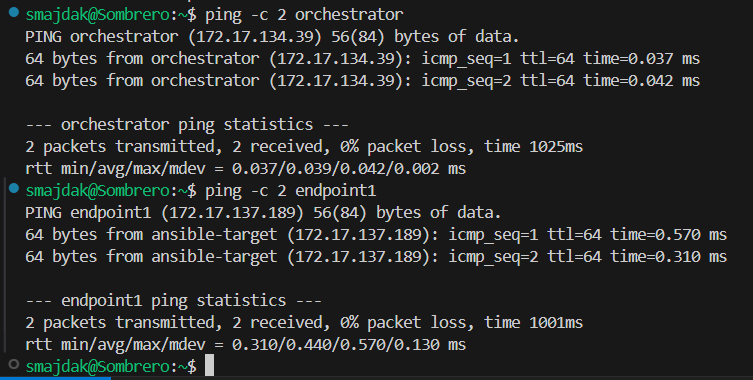 smajdak@Sombrero:~$ ping -c 2 orchestrator
PING orchestrator (172.17.134.39) 56(84) bytes of data.
64 bytes from orchestrator (172.17.134.39): icmp_seq=1 ttl=64 time=0.037 ms
64 bytes from orchestrator (172.17.134.39): icmp_seq=2 ttl=64 time=0.042 ms

--- orchestrator ping statistics ---
2 packets transmitted, 2 received, 0% packet loss, time 1025ms
rtt min/avg/max/mdev = 0.037/0.039/0.042/0.002 ms
smajdak@Sombrero:~$ ping -c 2 endpoint1
PING endpoint1 (172.17.137.189) 56(84) bytes of data.
64 bytes from ansible-target (172.17.137.189): icmp_seq=1 ttl=64 time=0.570 ms
64 bytes from ansible-target (172.17.137.189): icmp_seq=2 ttl=64 time=0.310 ms

--- endpoint1 ping statistics ---
2 packets transmitted, 2 received, 0% packet loss, time 1001ms
rtt min/avg/max/mdev = 0.310/0.440/0.570/0.130 ms
smajdak@Sombrero:~$